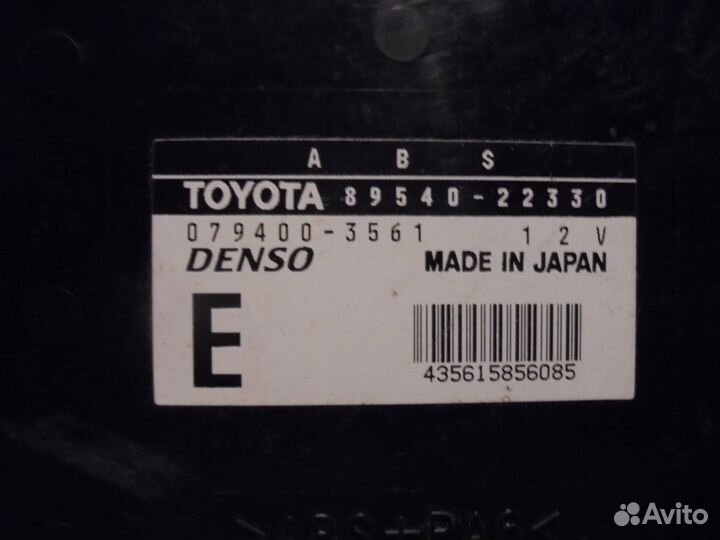 A B S
TOYOTA 89540-22330
079400-3561 12V
DENSO MADE IN JAPAN
E
435615856085
Avito